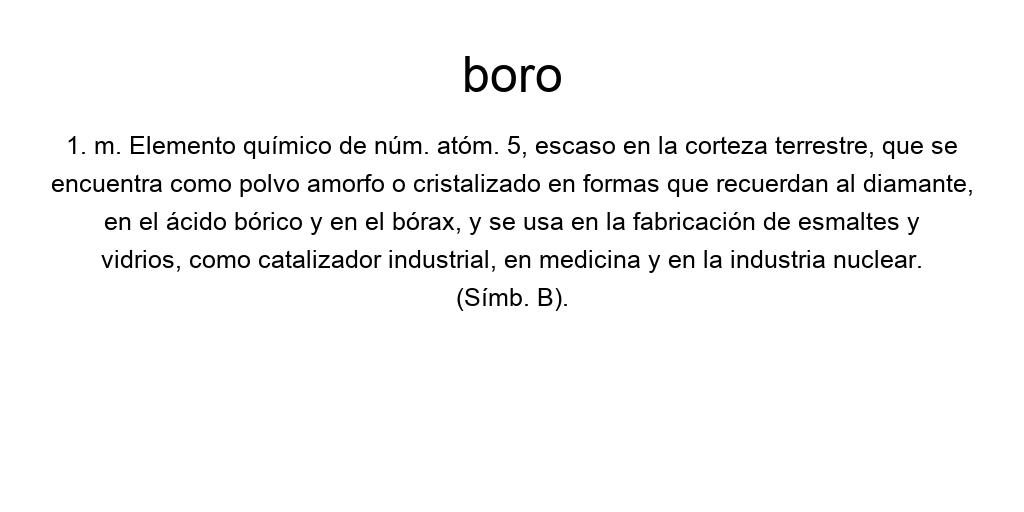 boro
1. m. Elemento químico de núm. atóm. 5, escaso en la corteza terrestre, que se
encuentra como polvo amorfo o cristalizado en formas que recuerdan al diamante,
en el ácido bórico y en el bórax, y se usa en la fabricación de esmaltes y
vidrios, como catalizador industrial, en medicina y en la industria nuclear.
(Símb. B).